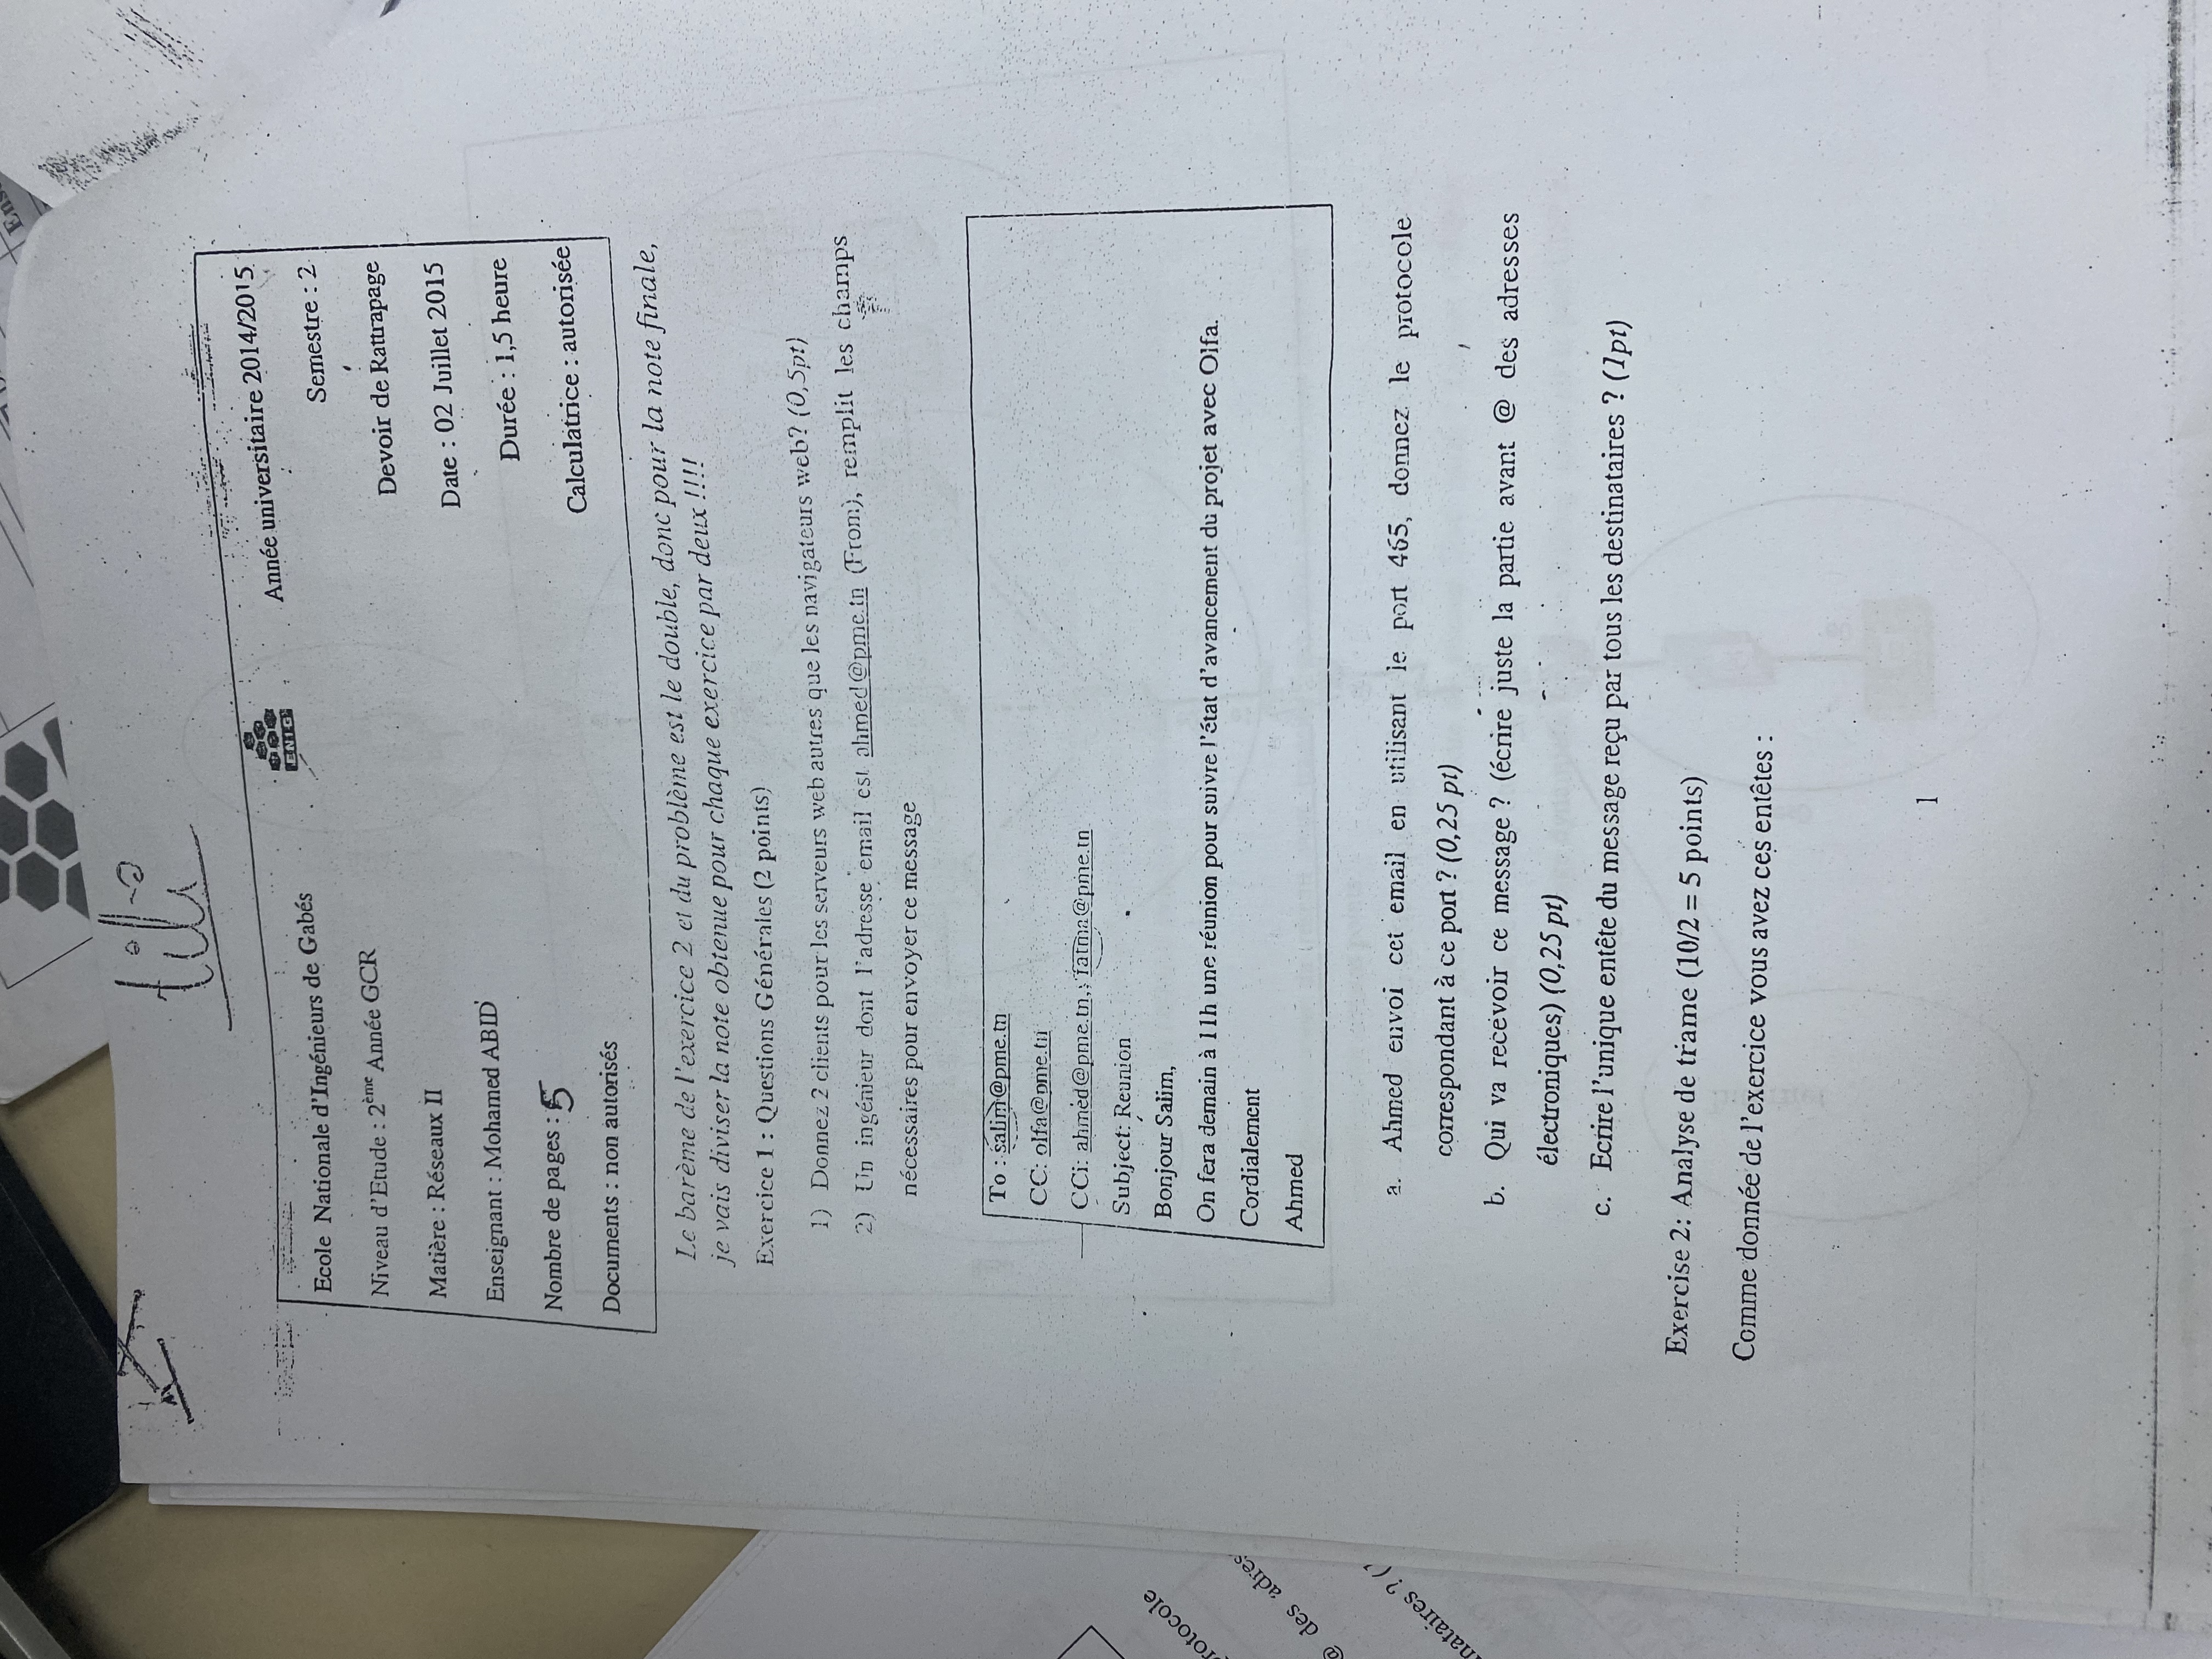 tili
Ecole Nationale d'Ingénieurs de Gabés
ENIG
Année universitaire 2014/2015
Semestre : 2
Niveau d'Etude : 2ème Année GCR
Devoir de Rattrapage
Matière : Réseaux II
Date : 02 Juillet 2015
Enseignant : Mohamed ABID
Durée : 1,5 heure
Nombre de pages : 5
Calculatrice : autorisée
Documents : non autorisés
Le barème de l'exercice 2 et du problème est le double, donc pour la note finale,
je vais diviser la note obtenue pour chaque exercice par deux !!!!
Exercice 1 : Questions Générales (2 points)
1) Donnez 2 clients pour les serveurs web autres que les navigateurs web? (0,5pt)
2) Un ingénieur dont l'adresse email est ahmed@pme.tn (From), remplit les champs
nécessaires pour envoyer ce message
To : salim@pme.tn
CC: olfa@pme.tn
CCi: ahmed@pme.tn,; fatma@pme.tn
Subject: Reunion
Bonjour Salim,
On fera demain à 11h une réunion pour suivre l'état d'avancement du projet avec Olfa.
Cordialement
Ahmed
a. Ahmed envoi cet email en utilisant le port 465, donnez le protocole
correspondant à ce port ? (0,25 pt)
b. Qui va recevoir ce message ? (écrire juste la partie avant @ des adresses
électroniques) (0,25 pt)
c. Ecrire l'unique entête du message reçu par tous les destinataires ? (1pt)
Exercise 2: Analyse de trame (10/2 = 5 points)
Comme donnée de l'exercice vous avez ces entêtes :
1
rotocole
@ des adres
nataires ? (